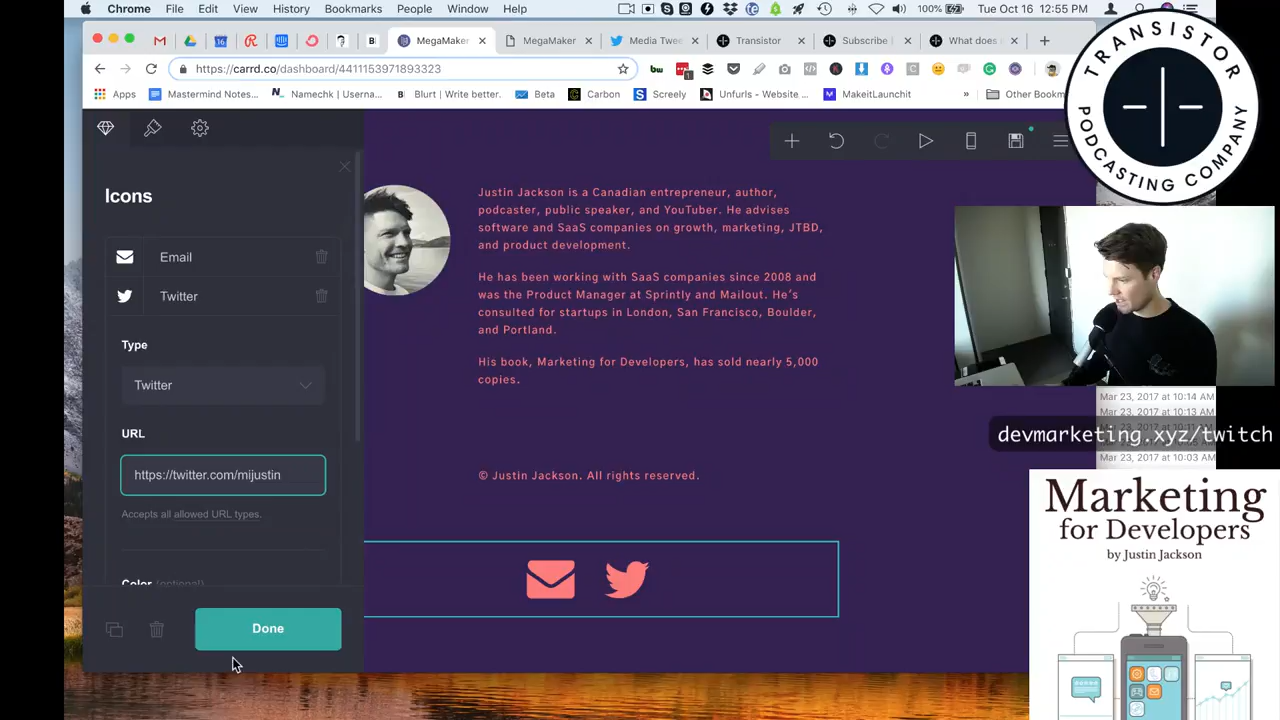 Chrome File Edit View History Bookmarks People Window Help
100% Tue Oct 16 12:55 PM
MegaMaker
MegaMaker
Media Twee
Transistor
Subscribe |
What does
https://carrd.co/dashboard/4411153971893323
Apps
Mastermind Notes...
Namechk | Userna...
Blurt | Write better.
Beta
Carbon
Screely
Unfurls - Website ...
MakeitLaunchit
»
Other Bookm
TRANSISTOR
PODCASTING COMPANY
Icons
Email
Twitter
Type
Twitter
URL
https://twitter.com/mijustin
Accepts all allowed URL types.
Color (optional)
Done
Justin Jackson is a Canadian entrepreneur, author,
podcaster, public speaker, and YouTuber. He advises
software and SaaS companies on growth, marketing, JTBD,
and product development.
He has been working with SaaS companies since 2008 and
was the Product Manager at Sprintly and Mailout. He's
consulted for startups in London, San Francisco, Boulder,
and Portland.
His book, Marketing for Developers, has sold nearly 5,000
copies.
© Justin Jackson. All rights reserved.
Mar 23, 2017 at 10:14 AM
Mar 23, 2017 at 10:13 AM
devmarketing.xyz/twitch
Mar 23, 2017 at 10:03 AM
Marketing
for Developers
by Justin Jackson